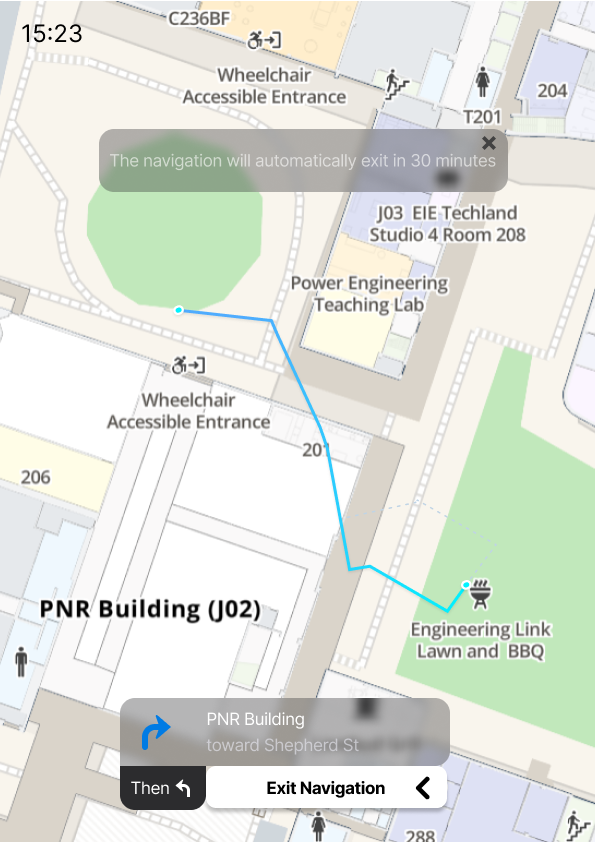 15:23
C236BF
Wheelchair
Accessible Entrance
204
T201
The navigation will automatically exit in 30 minutes
J03 EIE Techland
Studio 4 Room 208
Power Engineering
Teaching Lab
Wheelchair
Accessible Entrance
201
206
PNR Building (J02)
Engineering Link
Lawn and BBQ
PNR Building
toward Shepherd St
Then
Exit Navigation
288